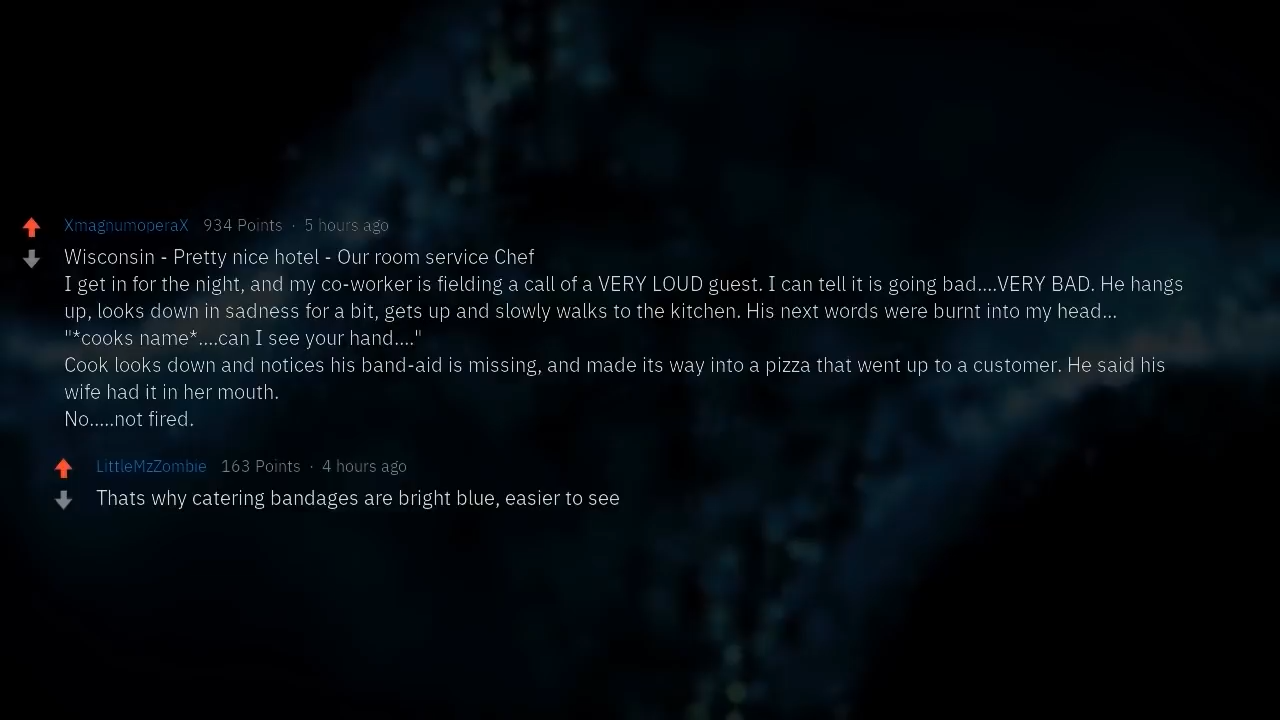 XmagnumoperaX 934 Points · 5 hours ago
Wisconsin - Pretty nice hotel - Our room service Chef
I get in for the night, and my co-worker is fielding a call of a VERY LOUD guest. I can tell it is going bad....VERY BAD. He hangs
up, looks down in sadness for a bit, gets up and slowly walks to the kitchen. His next words were burnt into my head...
"*cooks name*....can I see your hand...."
Cook looks down and notices his band-aid is missing, and made its way into a pizza that went up to a customer. He said his
wife had it in her mouth.
No.....not fired.
LittleMzZombie 163 Points · 4 hours ago
Thats why catering bandages are bright blue, easier to see